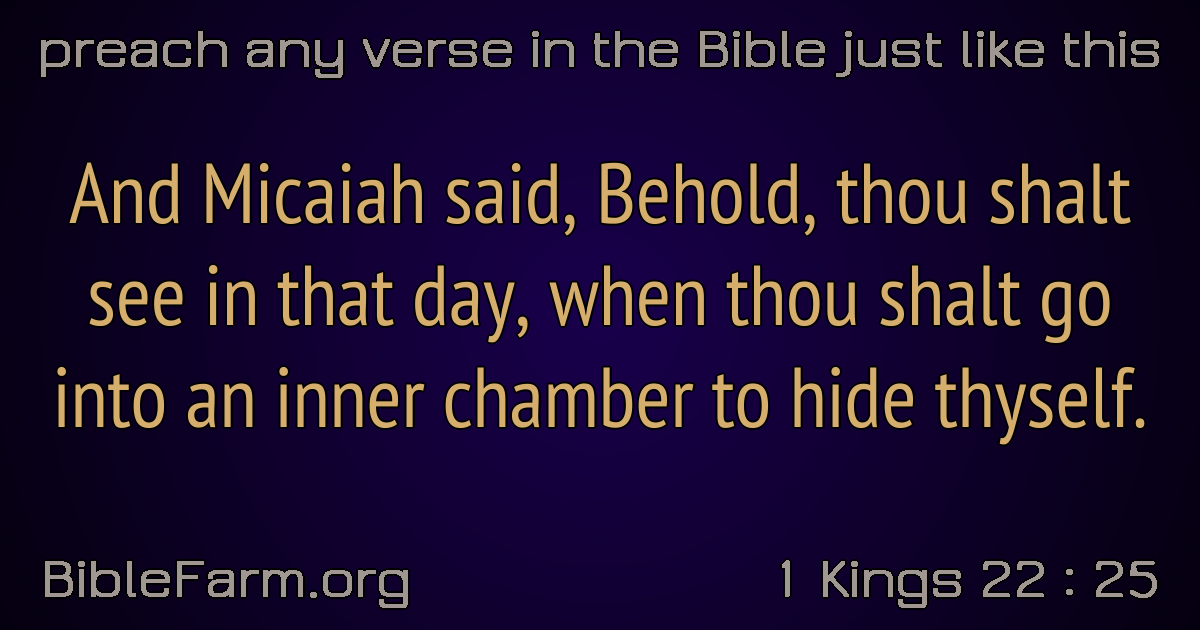 preach any verse in the Bible just like this
And Micaiah said, Behold, thou shalt
see in that day, when thou shalt go
into an inner chamber to hide thyself.
BibleFarm.org
1 Kings 22 : 25